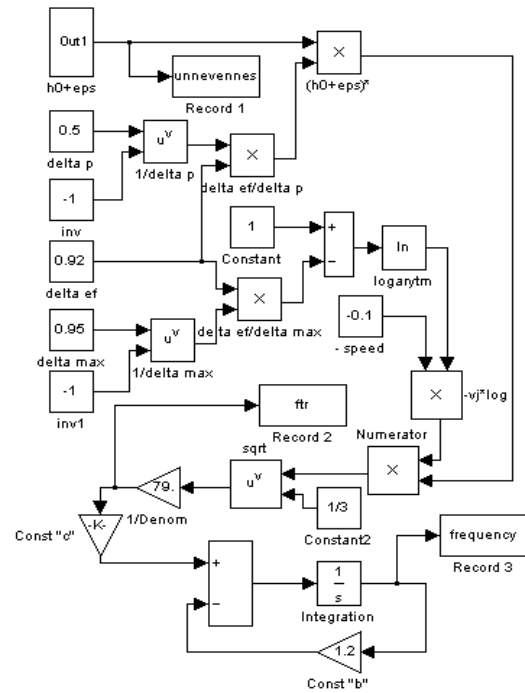 Out1
h0+eps
unnevennes
Record 1
×
(h0+eps)*
0.5
delta p
u^v
1/delta p
×
delta ef/delta p
-1
inv
1
Constant
+
−
ln
logarytm
0.92
delta ef
×
delta ef/delta max
0.95
delta max
u^v
1/delta max
-0.1
- speed
-1
inv1
×
-vj*log
ftr
Record 2
Numerator
×
sqrt
u^v
79.
1/Denom
1/3
Constant2
-K-
Const "c"
+
−
1
s
Integration
frequency
Record 3
1.2
Const "b"